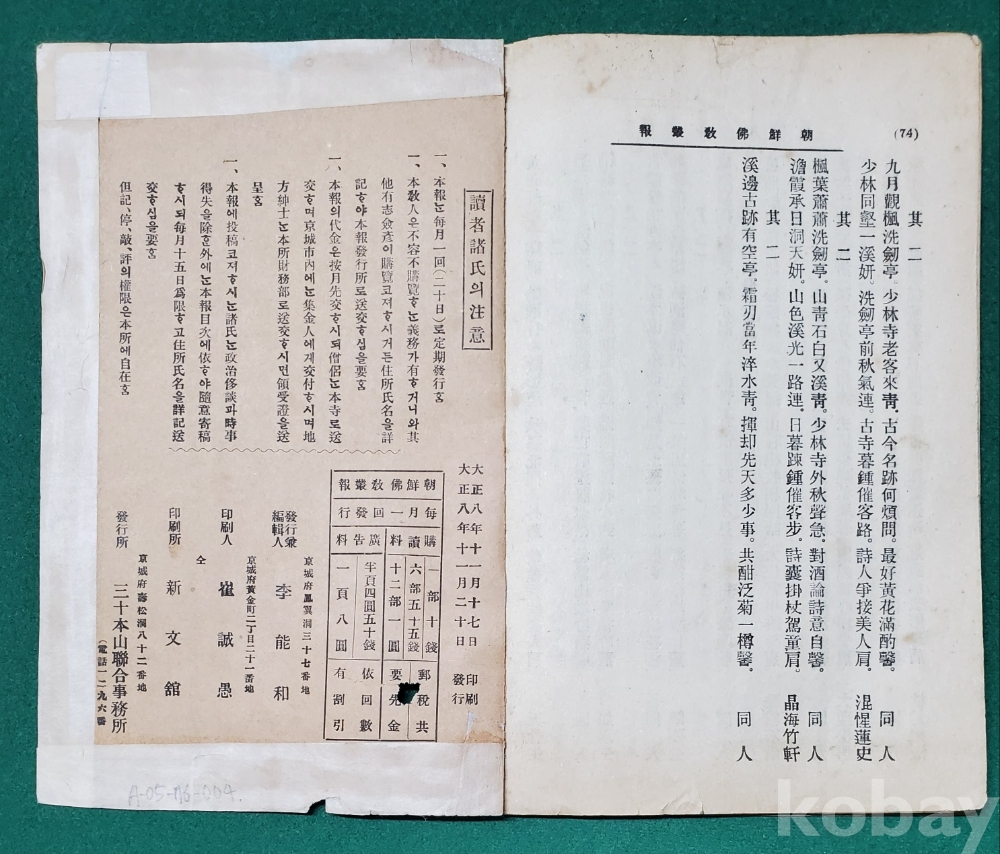 (74)
朝鮮佛教叢報
其二
九月觀楓洗劒亭。少林寺老客來靑。古今名跡何煩問。最好黃花滿酌馨。 同人
少林同壑一溪妍。洗劒亭前秋氣連。古寺暮鍾催客路。詩人爭接美人肩。 混惺蓮史
其二
楓葉蕭蕭洗劒亭。山靑石白又溪靑。少林寺外秋聲急。對酒論詩意自馨。 同人
澹霞承日洞天妍。山色溪光一路連。日暮踈鍾催客步。詩囊掛杖駕童肩。 晶海竹軒
其二
溪邊古跡有空亭。霜刃當年淬水靑。揮却先天多少事。共酣泛菊一樽馨。 同人
讀者諸氏의注意
一、本報ᄂᆞᆫ每月一回(二十日)로定期發行홈
一、本敎人은不容不購覽ᄒᆞᄂᆞᆫ義務가有ᄒᆞ거니와其
他有志僉彥이購覽코져ᄒᆞ시거든住所氏名을詳
記ᄒᆞ야本報發行所로送交ᄒᆞ심을要홈
一、本報의代金은按月先交ᄒᆞ시되僧侶ᄂᆞᆫ本寺로送
交ᄒᆞ며京城市內에ᄂᆞᆫ集金人에게交付ᄒᆞ시며地
方紳士ᄂᆞᆫ本所財務部로送交ᄒᆞ시면領受證을送
呈홈
一、本報에投稿코져ᄒᆞ시ᄂᆞᆫ諸氏ᄂᆞᆫ政治侈談과時事
得失을除ᄒᆞᆫ外에ᄂᆞᆫ本報目次에依ᄒᆞ야隨意寄稿
ᄒᆞ시되每月十五日爲限ᄒᆞ고住所氏名을詳記送
交ᄒᆞ심을要홈
但記、停、敲、評의權限은本所에自在홈
大正八年十一月十七日 印刷
大正八年十一月二十日 發行
朝鮮佛敎叢報
每月一回發行
購讀料
廣告料
一部十錢
六部五十五錢
十二部一圓
郵稅共
要先金
半頁四圓五十錢
一頁八圓
依回數
有割引
京城府鳳翼洞三十七番地
發行兼編輯人 李能和
京城府黃金町二丁目二十一番地
印刷人 崔誠愚
仝
印刷所 新文舘
京城府壽松洞八十二番地
發行所 三十本山聯合事務所
(電話一二九六番)
A-05-06-004.
kobay